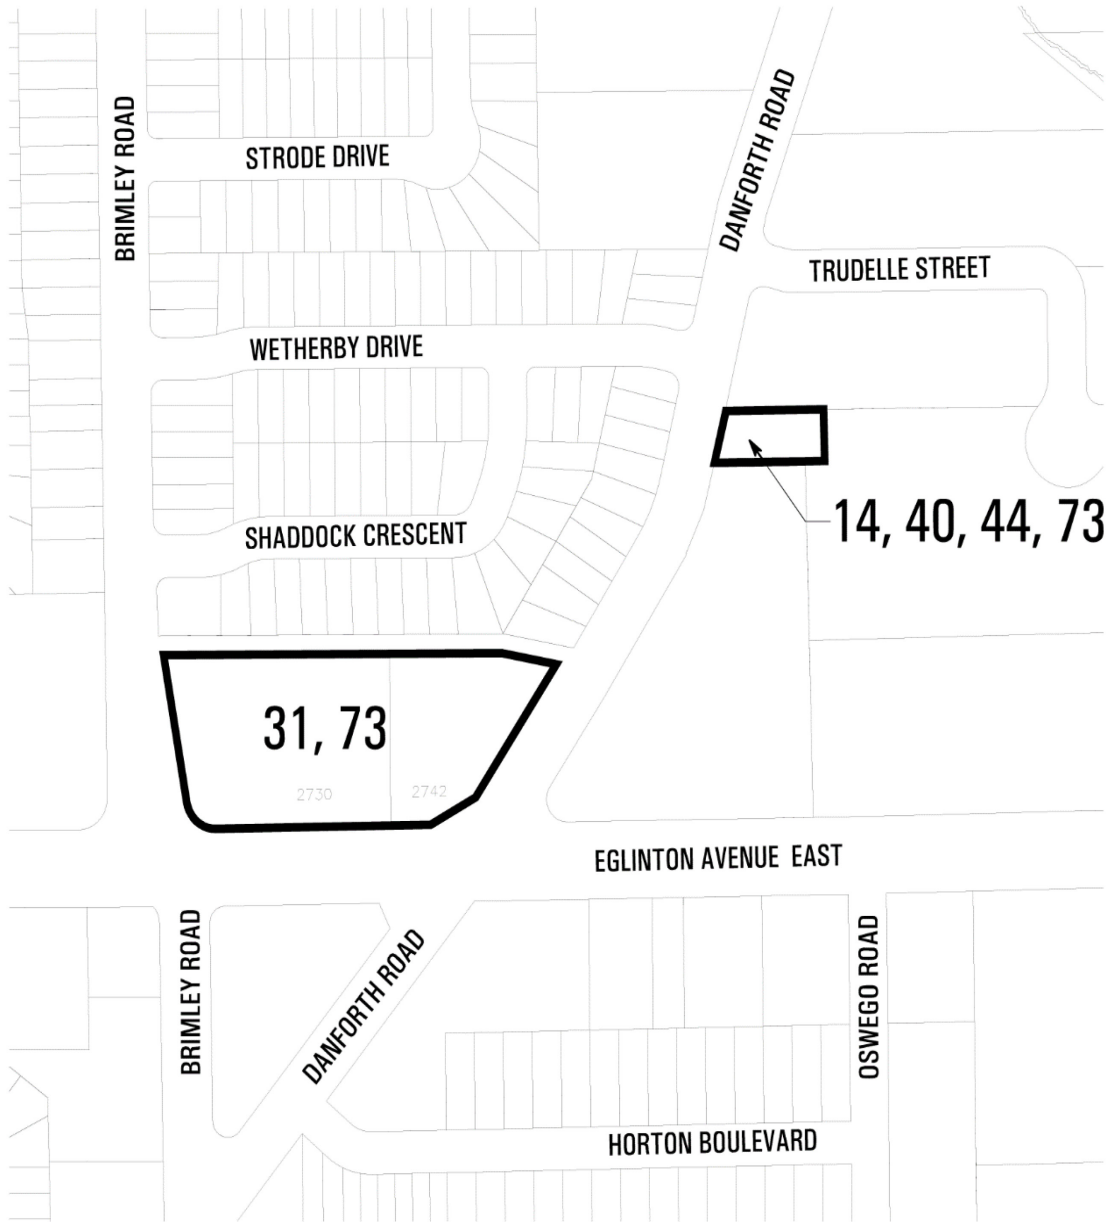 BRIMLEY ROAD
STRODE DRIVE
DANFORTH ROAD
TRUDELLE STREET
WETHERBY DRIVE
14, 40, 44, 73
SHADDOCK CRESCENT
31, 73
2730
2742
EGLINTON AVENUE EAST
BRIMLEY ROAD
DANFORTH ROAD
OSWEGO ROAD
HORTON BOULEVARD